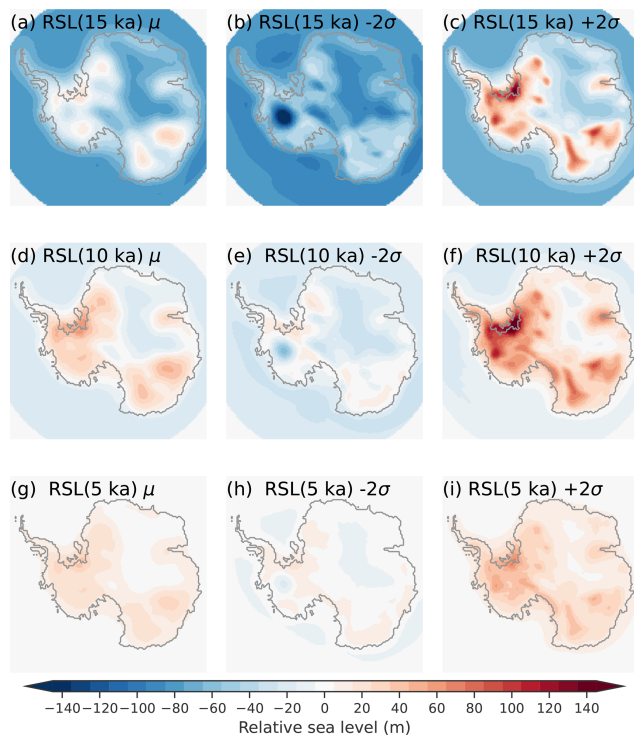 (a) RSL(15 ka) μ
(b) RSL(15 ka) -2σ
(c) RSL(15 ka) +2σ
(d) RSL(10 ka) μ
(e) RSL(10 ka) -2σ
(f) RSL(10 ka) +2σ
(g) RSL(5 ka) μ
(h) RSL(5 ka) -2σ
(i) RSL(5 ka) +2σ
−140 −120 −100 −80 −60 −40 −20 0 20 40 60 80 100 120 140
Relative sea level (m)